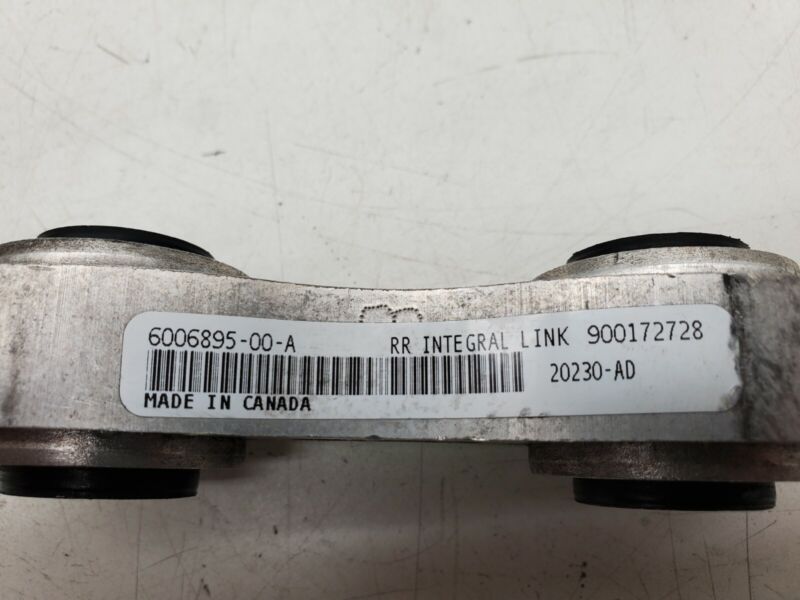 6006895-00-A RR INTEGRAL LINK 900172728
20230-AD
MADE IN CANADA